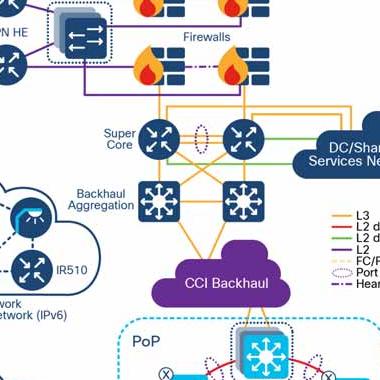 PN HE
Firewalls
Super
Core
DC/Shar
Services Ne
Backhaul
Aggregation
L3
L2 d
L2 d
L2
FC/F
Port
Hear
IR510
CCI Backhaul
work
etwork (IPv6)
PoP
X
X